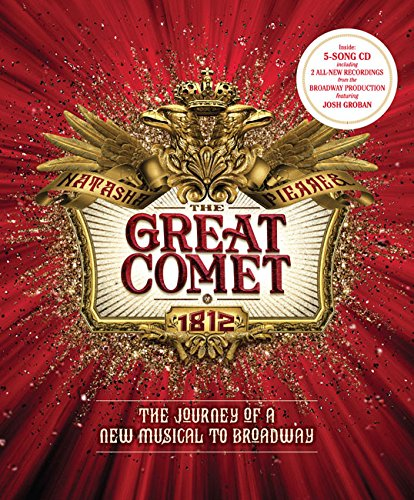 Inside:
5-SONG CD
including
2 ALL-NEW RECORDINGS
from the
BROADWAY PRODUCTION
featuring
JOSH GROBAN
NATASHA
PIERRE &
THE
GREAT
COMET
OF
1812
THE JOURNEY OF A
NEW MUSICAL TO BROADWAY